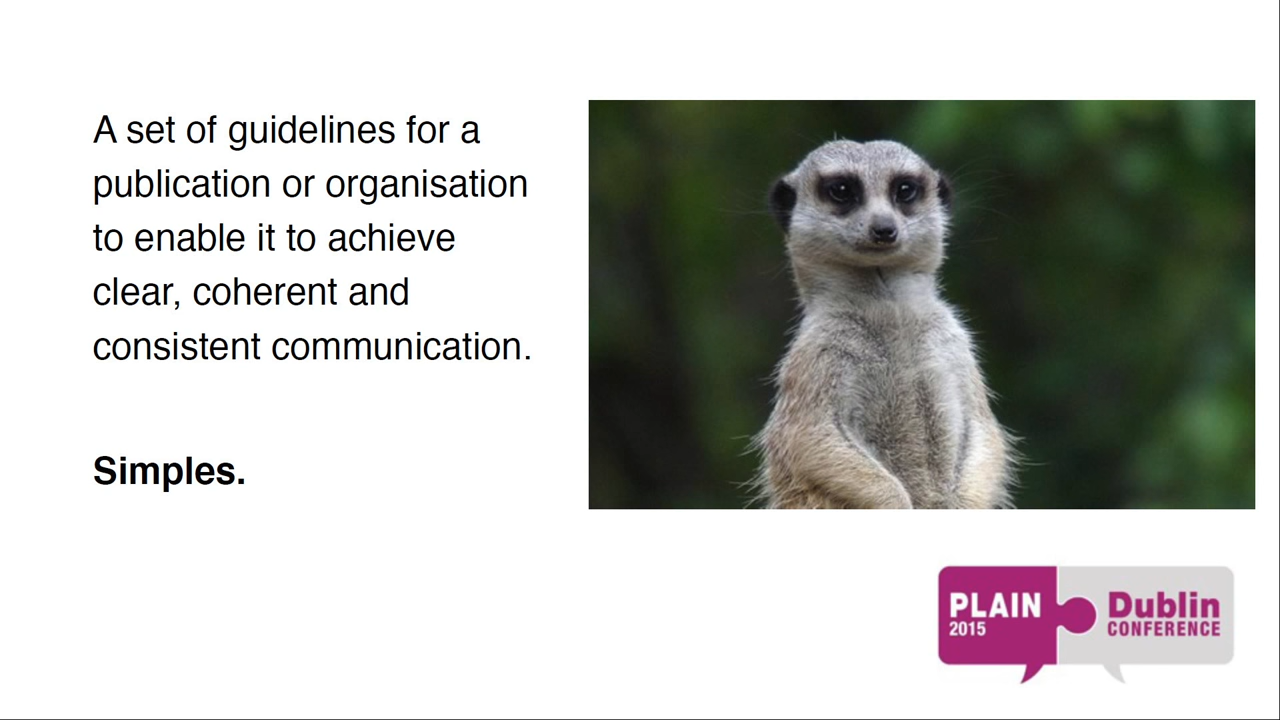 A set of guidelines for a
publication or organisation
to enable it to achieve
clear, coherent and
consistent communication.
Simples.
PLAIN
2015
Dublin
CONFERENCE